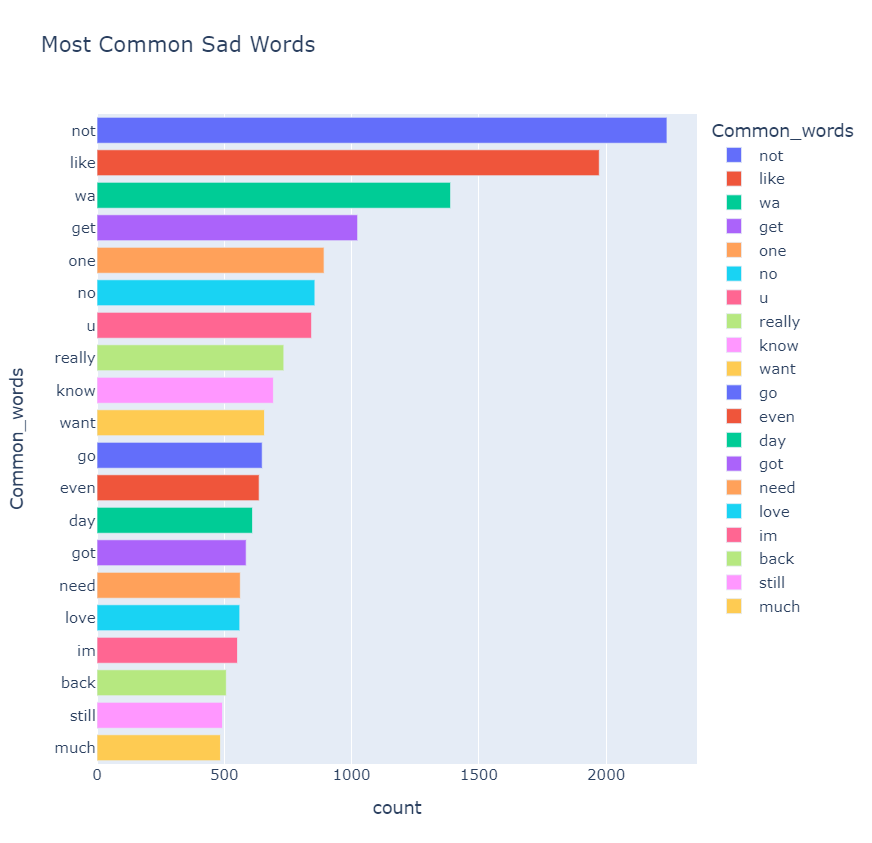 Most Common Sad Words
Common_words
not
like
wa
get
one
no
u
really
know
want
go
even
day
got
need
love
im
back
still
much
0 500 1000 1500 2000
count
Common_words
not
like
wa
get
one
no
u
really
know
want
go
even
day
got
need
love
im
back
still
much